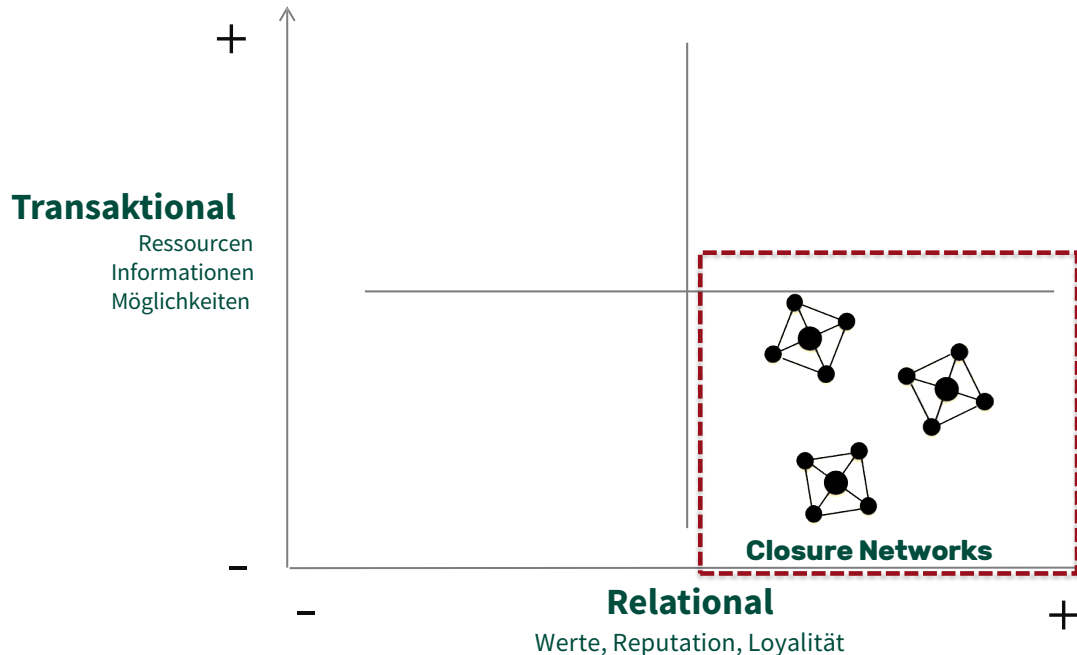 +
Transaktional
Ressourcen
Informationen
Möglichkeiten
Closure Networks
-
-
Relational
+
Werte, Reputation, Loyalität